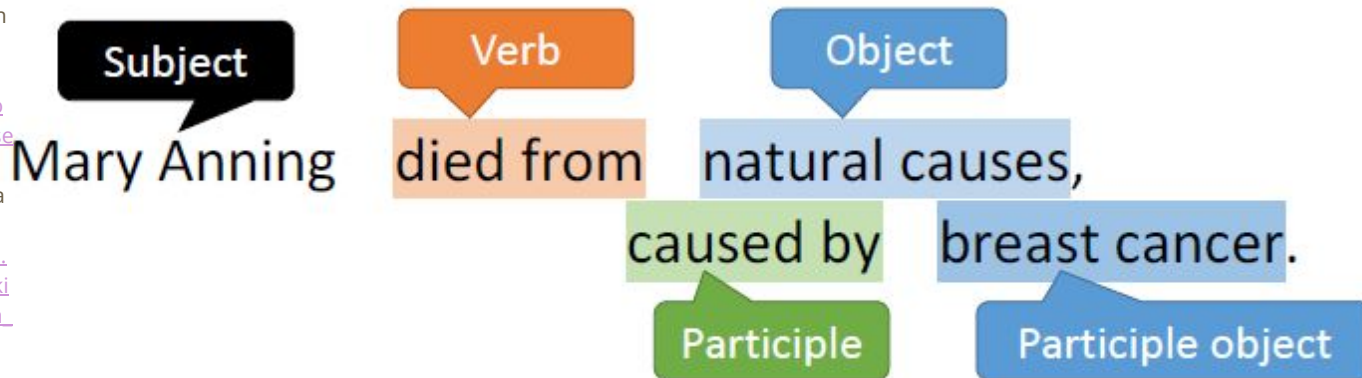 Subject Verb Object
Mary Anning died from natural causes,
caused by breast cancer.
Participle Participle object